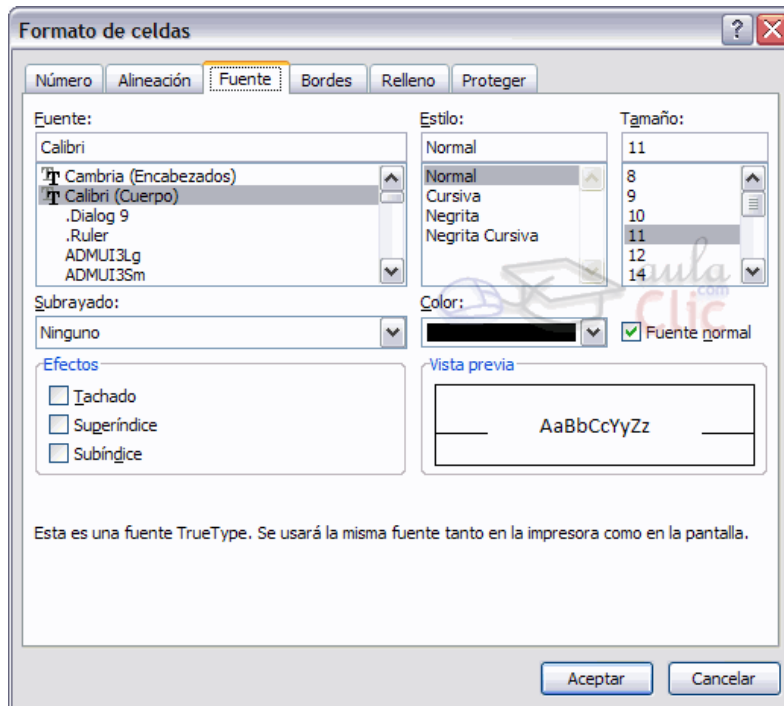 Formato de celdas
Número Alineación Fuente Bordes Relleno Proteger
Fuente: Estilo: Tamaño:
Calibri Normal 11
Cambria (Encabezados) Normal 8
Calibri (Cuerpo) Cursiva 9
.Dialog 9 Negrita 10
.Ruler Negrita Cursiva 11
ADMUI3Lg 12
ADMUI3Sm 14
aula
.com
Clic
Subrayado: Color:
Ninguno Fuente normal
Efectos Vista previa
Tachado
Superíndice AaBbCcYyZz
Subíndice
Esta es una fuente TrueType. Se usará la misma fuente tanto en la impresora como en la pantalla.
Aceptar Cancelar